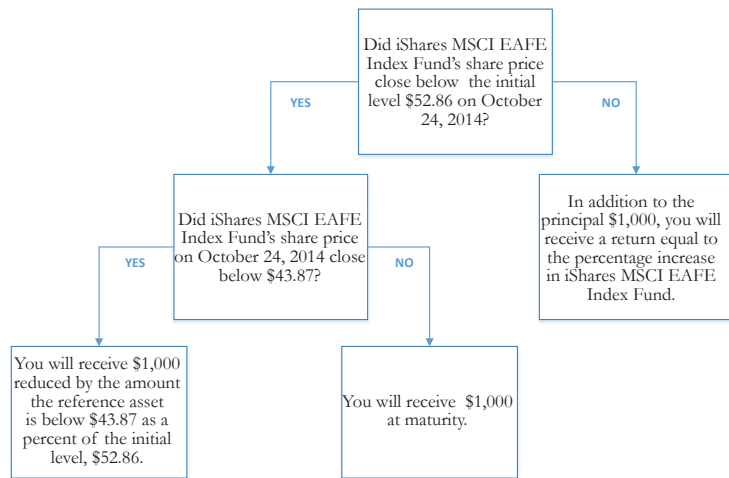 Did iShares MSCI EAFE
Index Fund's share price
close below the initial
level $52.86 on October
24, 2014?
YES
NO
Did iShares MSCI EAFE
Index Fund's share price
on October 24, 2014 close
below $43.87?
In addition to the
principal $1,000, you will
receive a return equal to
the percentage increase
in iShares MSCI EAFE
Index Fund.
YES
NO
You will receive $1,000
reduced by the amount
the reference asset
is below $43.87 as a
percent of the initial
level, $52.86.
You will receive $1,000
at maturity.